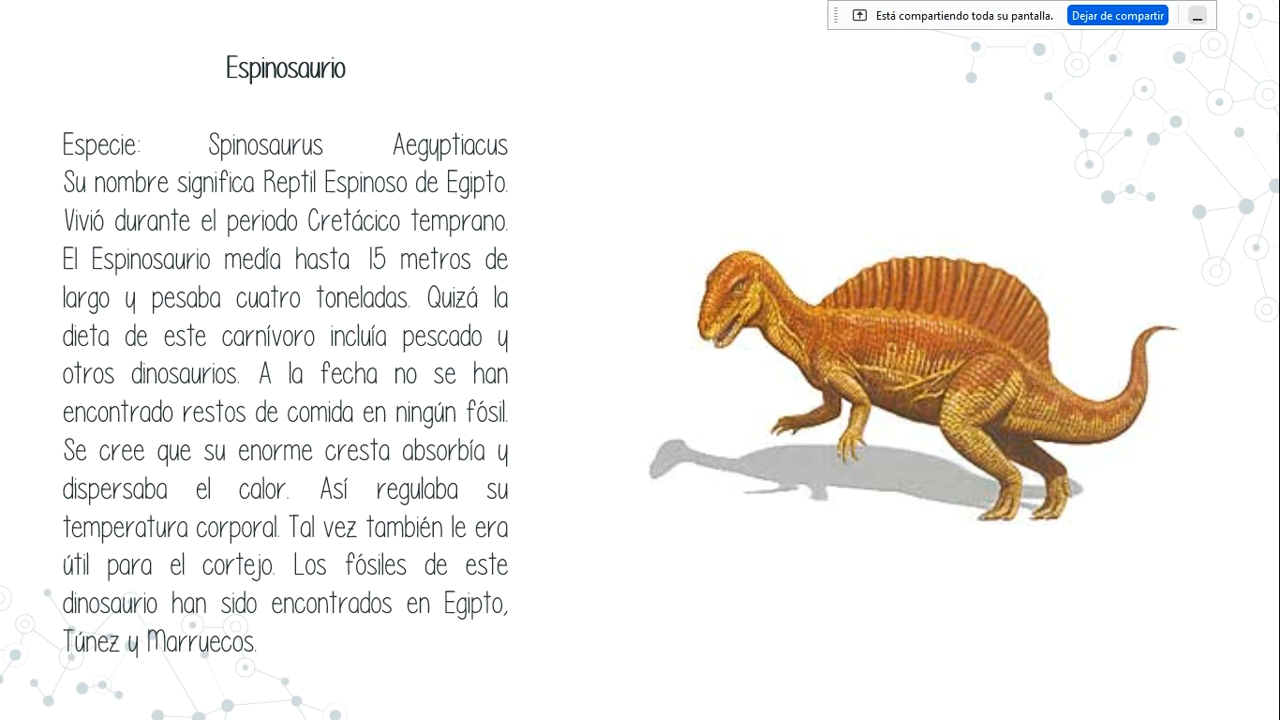 Está compartiendo toda su pantalla. Dejar de compartir
Espinosaurio
Especie: Spinosaurus Aegyptiacus
Su nombre significa Reptil Espinoso de Egipto.
Vivió durante el periodo Cretácico temprano.
El Espinosaurio medía hasta 15 metros de
largo y pesaba cuatro toneladas. Quizá la
dieta de este carnívoro incluía pescado y
otros dinosaurios. A la fecha no se han
encontrado restos de comida en ningún fósil.
Se cree que su enorme cresta absorbía y
dispersaba el calor. Así regulaba su
temperatura corporal. Tal vez también le era
útil para el cortejo. Los fósiles de este
dinosaurio han sido encontrados en Egipto,
Túnez y Marruecos.